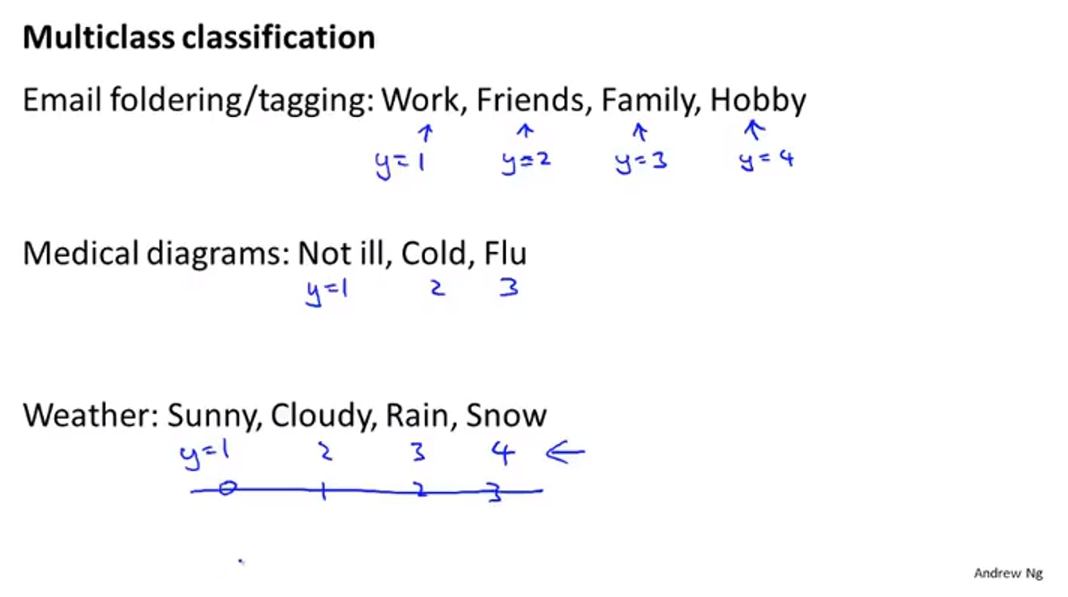 Multiclass classification
Email foldering/tagging: Work, Friends, Family, Hobby
y=1 y=2 y=3 y=4
Medical diagrams: Not ill, Cold, Flu
y=1 2 3
Weather: Sunny, Cloudy, Rain, Snow
y=1 2 3 4 ←
0 1 2 3
Andrew Ng